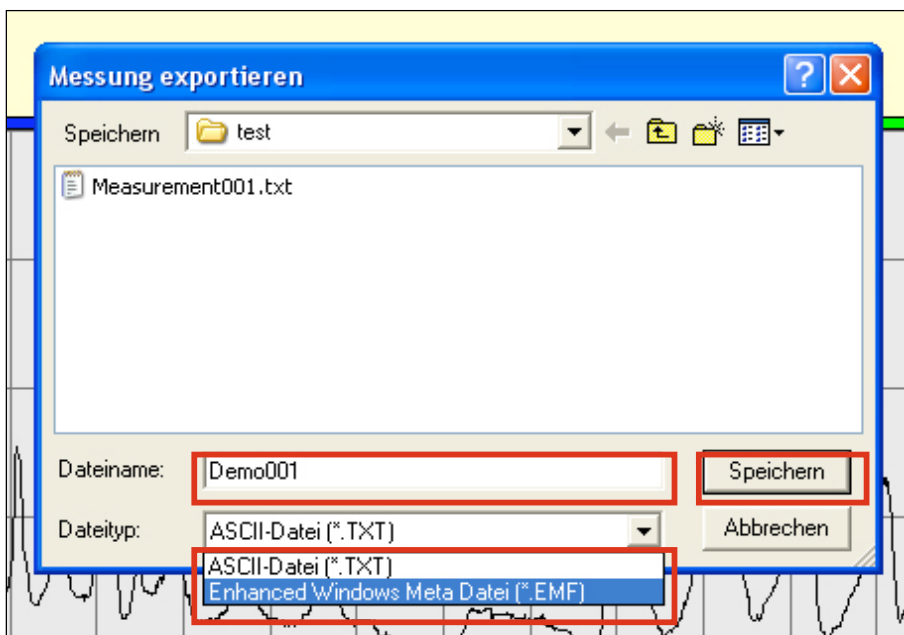 Messung exportieren
Speichern test
Measurement001.txt
Dateiname: Demo001 Speichern
Dateityp: ASCII-Datei (*.TXT) Abbrechen
ASCII-Datei (*.TXT)
Enhanced Windows Meta Datei (*.EMF)